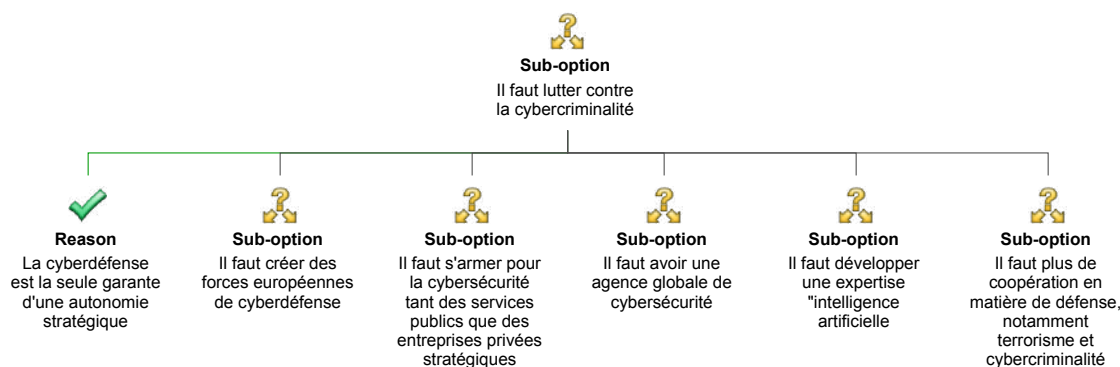 Sub-option
Il faut lutter contre
la cybercriminalité
Reason
La cyberdéfense
est la seule garante
d'une autonomie
stratégique
Sub-option
Il faut créer des
forces européennes
de cyberdéfense
Sub-option
Il faut s'armer pour
la cybersécurité
tant des services
publics que des
entreprises privées
stratégiques
Sub-option
Il faut avoir une
agence globale de
cybersécurité
Sub-option
Il faut développer
une expertise
"intelligence
artificielle
Sub-option
Il faut plus de
coopération en
matière de défense,
notamment
terrorisme et
cybercriminalité